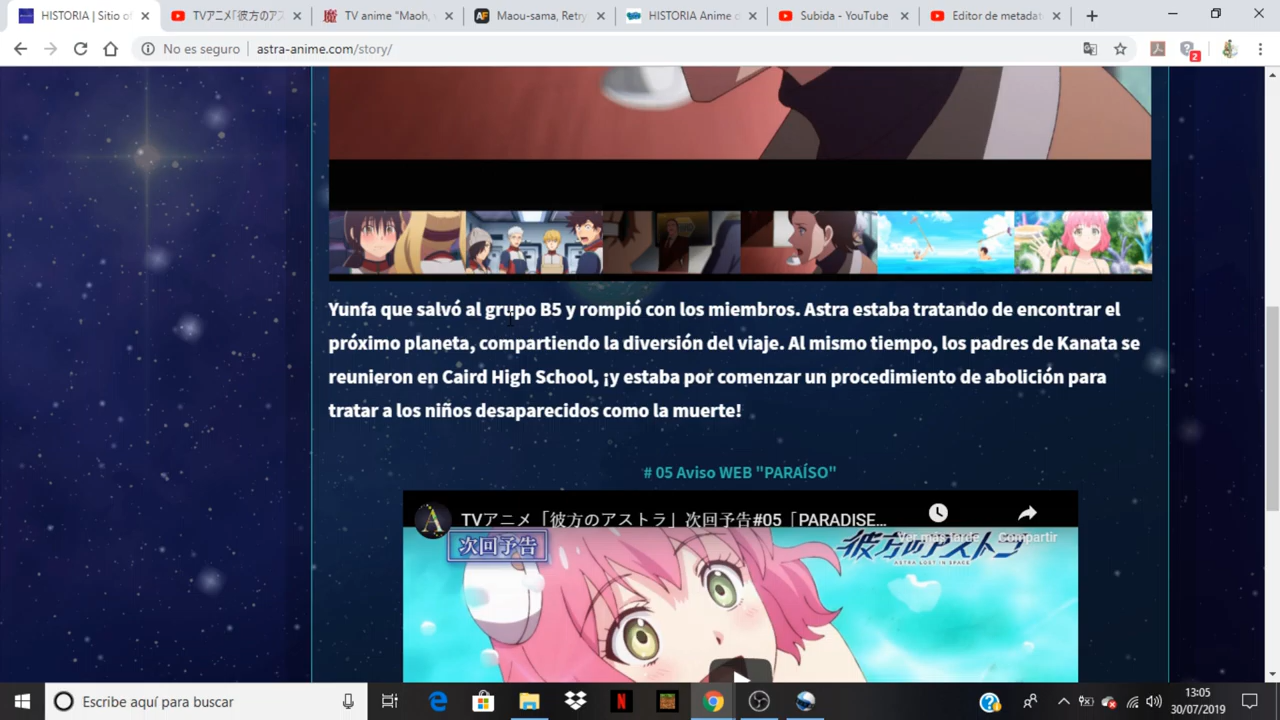 HISTORIA | Sitio o
TVアニメ「彼方のアス
TV anime "Maoh,
Maou-sama, Retry
HISTORIA Anime c
Subida - YouTube
Editor de metadat
No es seguro
astra-anime.com/story/
2
Yunfa que salvó al grupo B5 y rompió con los miembros. Astra estaba tratando de encontrar el
próximo planeta, compartiendo la diversión del viaje. Al mismo tiempo, los padres de Kanata se
reunieron en Caird High School, ¡y estaba por comenzar un procedimiento de abolición para
tratar a los niños desaparecidos como la muerte!
# 05 Aviso WEB "PARAÍSO"
TVアニメ「彼方のアストラ」次回予告#05「PARADISE...
Ver más tarde
Compartir
次回予告
彼方のアストラ
ASTRA LOST IN SPACE
Escribe aquí para buscar
13:05
30/07/2019